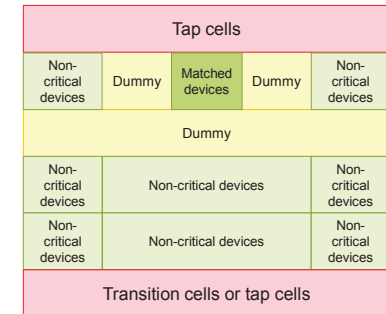 Tap cells
Non-
critical
devices
Dummy
Matched
devices
Dummy
Non-
critical
devices
Dummy
Non-
critical
devices
Non-critical devices
Non-
critical
devices
Non-
critical
devices
Non-critical devices
Non-
critical
devices
Transition cells or tap cells